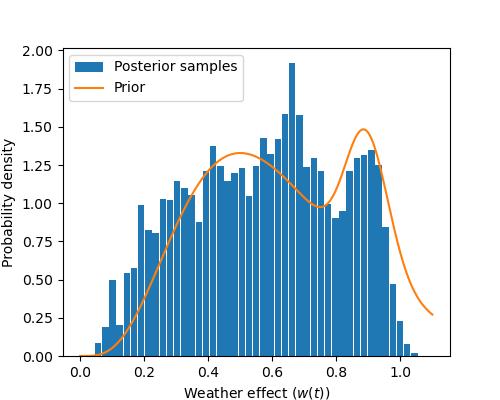 2.00
1.75
1.50
1.25
1.00
0.75
0.50
0.25
0.00
Probability density
Posterior samples
Prior
0.0 0.2 0.4 0.6 0.8 1.0
Weather effect (w(t))